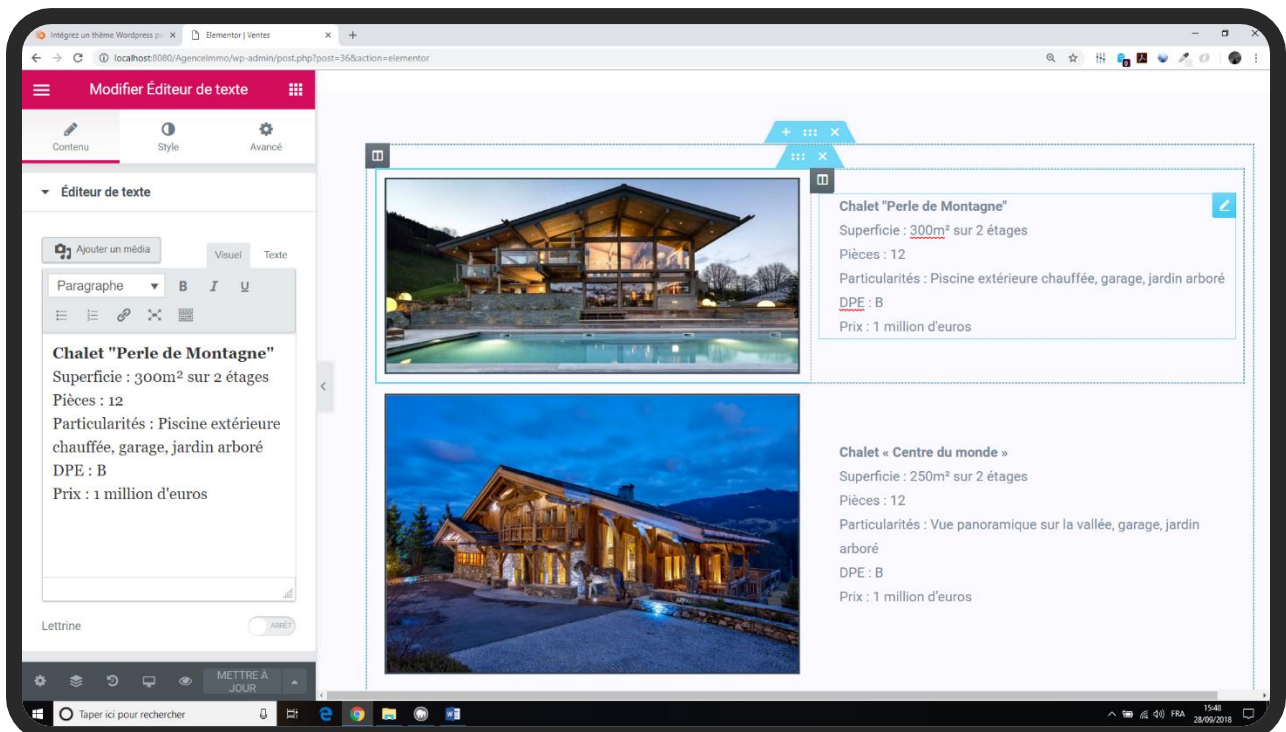 Intégrez un thème Wordpress po
Elementor | Ventes
localhost:8080/AgenceImmo/wp-admin/post.php?post=36&action=elementor
Modifier Éditeur de texte
Contenu
Style
Avancé
Éditeur de texte
Ajouter un média
Visuel
Texte
Paragraphe
B I U
Chalet "Perle de Montagne"
Superficie : 300m² sur 2 étages
Pièces : 12
Particularités : Piscine extérieure
chauffée, garage, jardin arboré
DPE : B
Prix : 1 million d'euros
Lettrine
ARRÊT
METTRE À
JOUR
Chalet "Perle de Montagne"
Superficie : 300m² sur 2 étages
Pièces : 12
Particularités : Piscine extérieure chauffée, garage, jardin arboré
DPE : B
Prix : 1 million d'euros
Chalet « Centre du monde »
Superficie : 250m² sur 2 étages
Pièces : 12
Particularités : Vue panoramique sur la vallée, garage, jardin
arboré
DPE : B
Prix : 1 million d'euros
Taper ici pour rechercher
FRA
15:48
28/09/2018